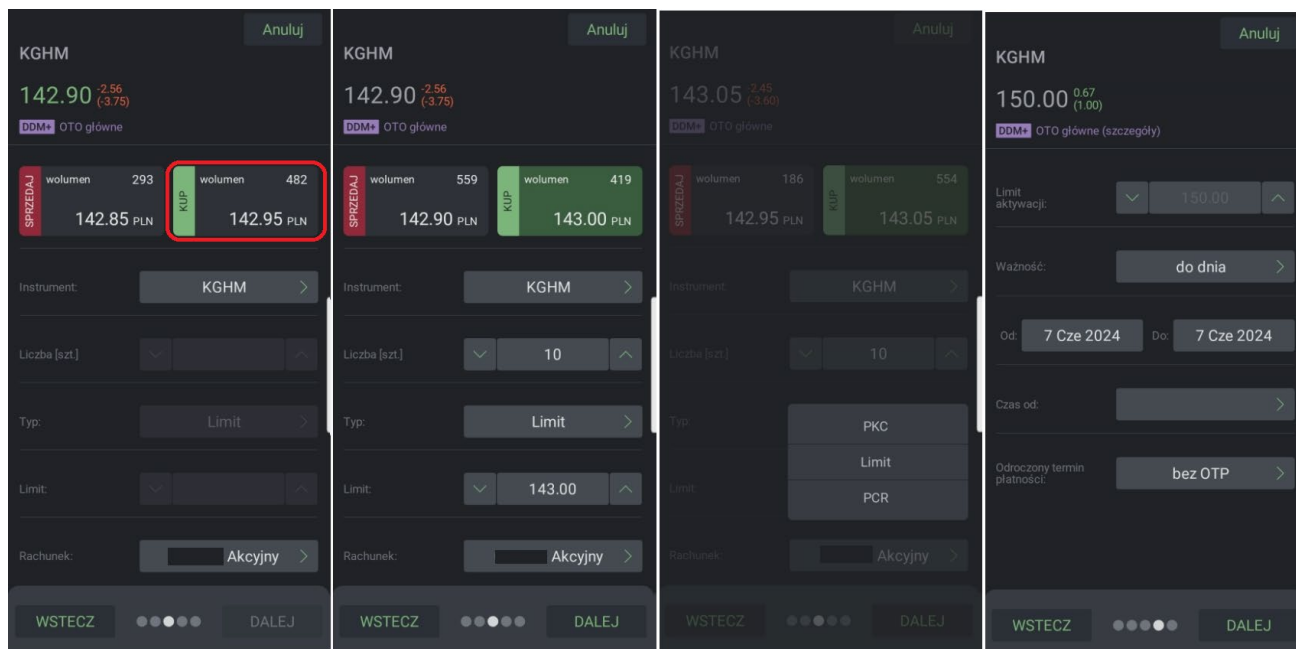 Anuluj
KGHM
142.90 -2.56 (-3.75)
DDM+ OTO główne
SPRZEDAJ wolumen 293
142.85 PLN
KUP wolumen 482
142.95 PLN
Instrument: KGHM
Liczba [szt.]
Typ: Limit
Limit:
Rachunek: Akcyjny
WSTECZ DALEJ
Anuluj
KGHM
142.90 -2.56 (-3.75)
DDM+ OTO główne
SPRZEDAJ wolumen 559
142.90 PLN
KUP wolumen 419
143.00 PLN
Instrument: KGHM
Liczba [szt.] 10
Typ: Limit
Limit: 143.00
Rachunek: Akcyjny
WSTECZ DALEJ
Anuluj
KGHM
143.05 -2.45 (-3.60)
DDM+ OTO główne
SPRZEDAJ wolumen 186
142.95 PLN
KUP wolumen 554
143.05 PLN
Instrument: KGHM
Liczba [szt.] 10
Typ:
PKC
Limit
PCR
Limit:
Rachunek: Akcyjny
WSTECZ DALEJ
Anuluj
KGHM
150.00 0.67 (1.00)
DDM+ OTO główne (szczegóły)
Limit
aktywacji: 150.00
Ważność: do dnia
Od: 7 Cze 2024 Do: 7 Cze 2024
Czas od:
Odroczony termin
płatności: bez OTP
WSTECZ DALEJ